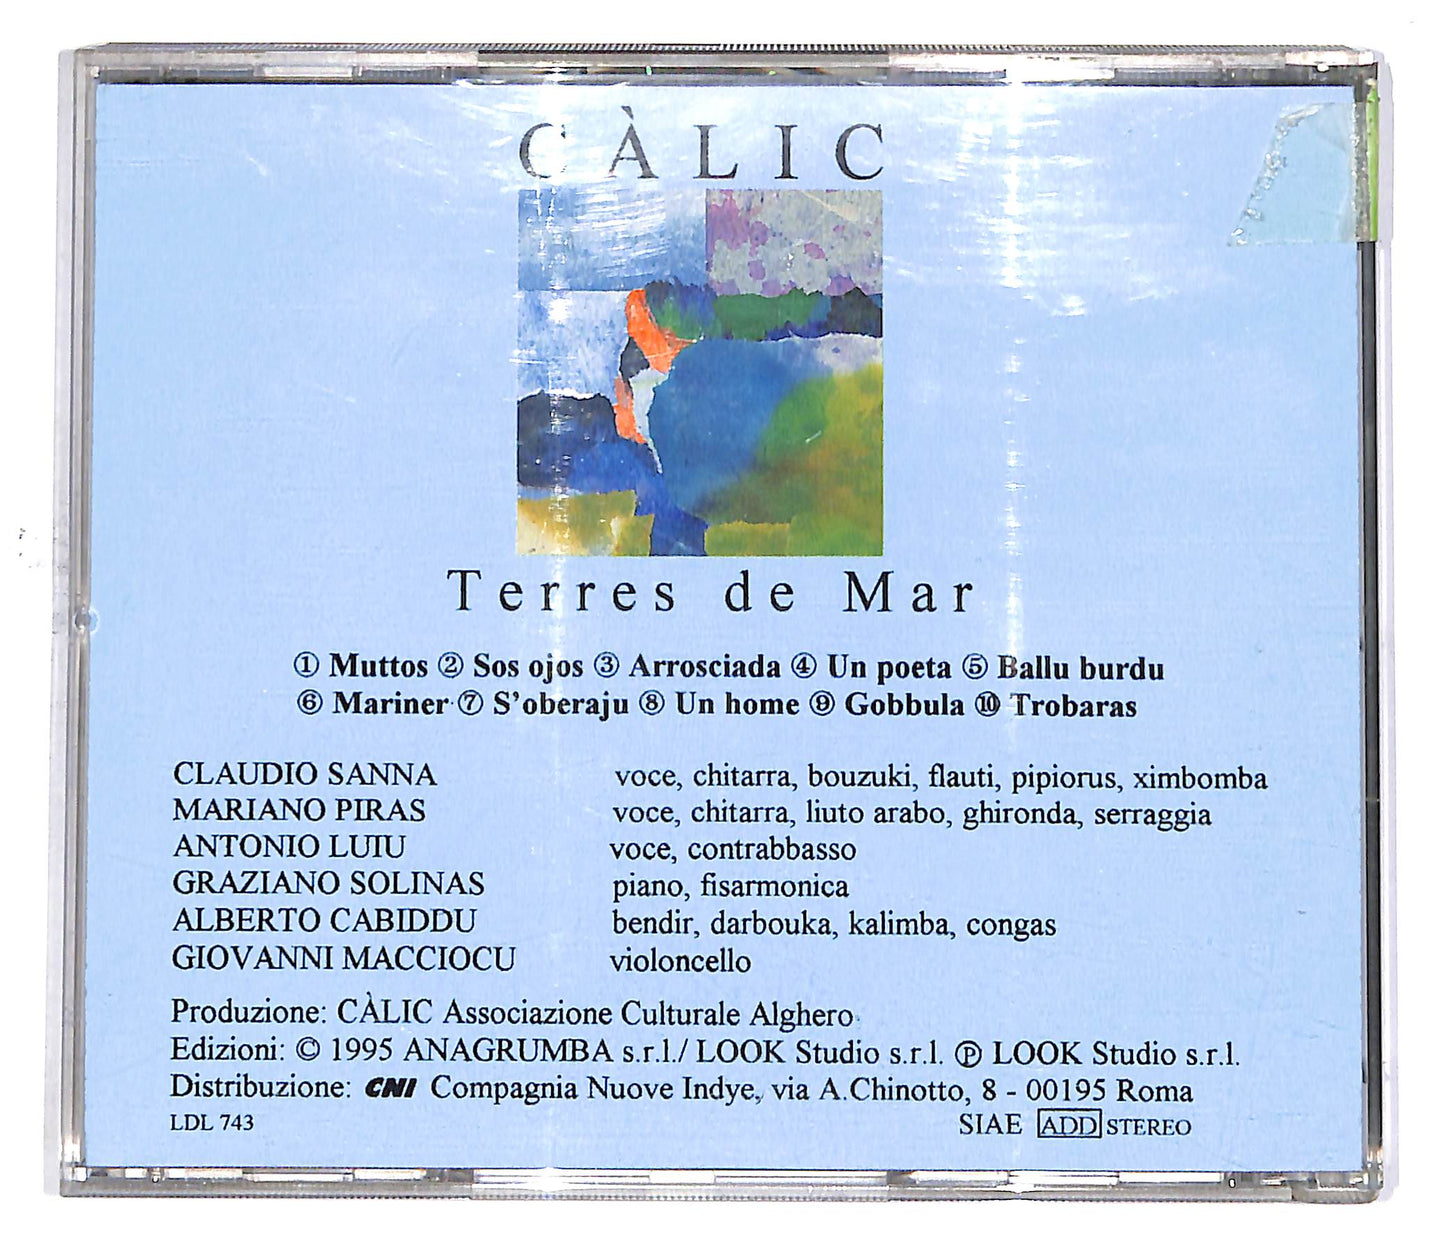 CÀLIC
Terres de Mar
① Muttos ② Sos ojos ③ Arrosciada ④ Un poeta ⑤ Ballu burdu
⑥ Mariner ⑦ S'oberaju ⑧ Un home ⑨ Gobbula ⑩ Trobaras
CLAUDIO SANNA voce, chitarra, bouzuki, flauti, pipiorus, ximbomba
MARIANO PIRAS voce, chitarra, liuto arabo, ghironda, serraggia
ANTONIO LUIU voce, contrabbasso
GRAZIANO SOLINAS piano, fisarmonica
ALBERTO CABIDDU bendir, darbouka, kalimba, congas
GIOVANNI MACCIOCU violoncello
Produzione: CÀLIC Associazione Culturale Alghero
Edizioni: © 1995 ANAGRUMBA s.r.l./ LOOK Studio s.r.l. ℗ LOOK Studio s.r.l.
Distribuzione: CNI Compagnia Nuove Indye, via A.Chinotto, 8 - 00195 Roma
LDL 743 SIAE ADD STEREO